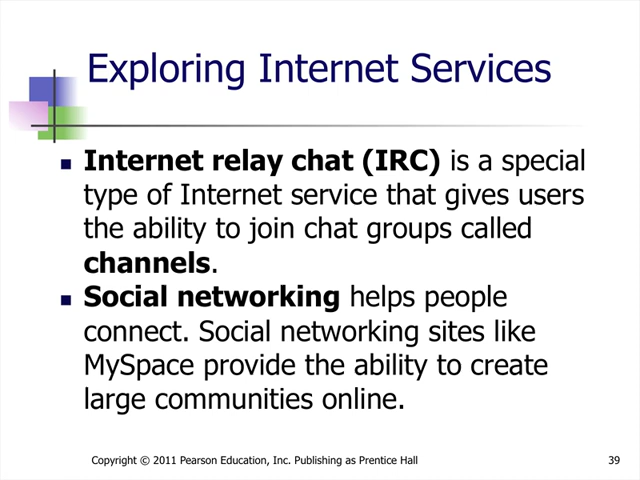 Exploring Internet Services
Internet relay chat (IRC) is a special
type of Internet service that gives users
the ability to join chat groups called
channels.
Social networking helps people
connect. Social networking sites like
MySpace provide the ability to create
large communities online.
Copyright © 2011 Pearson Education, Inc. Publishing as Prentice Hall
39